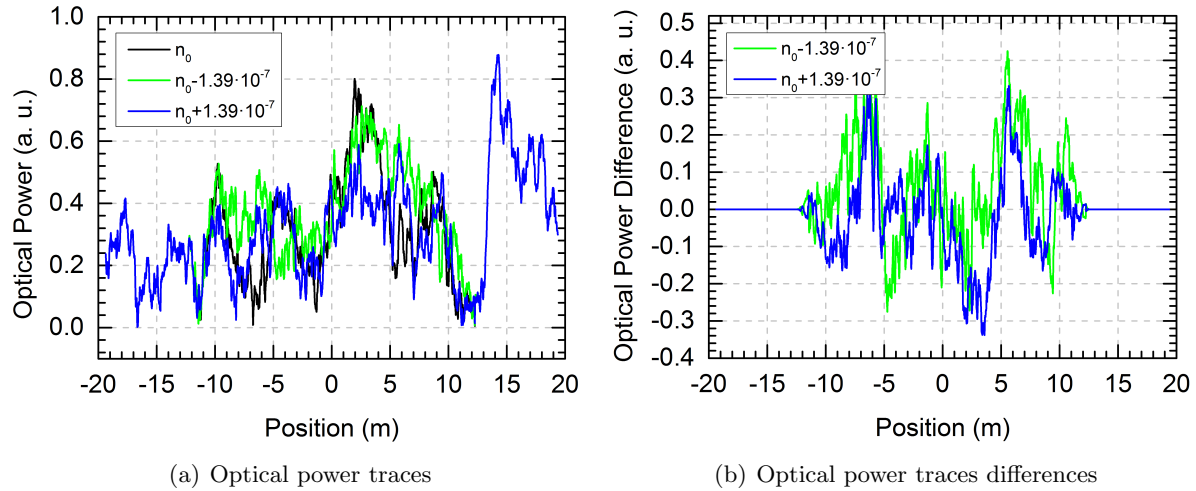 1.0
0.8
0.6
0.4
0.2
0.0
Optical Power (a. u.)
n₀
n₀-1.39·10⁻⁷
n₀+1.39·10⁻⁷
-20 -15 -10 -5 0 5 10 15 20
Position (m)
(a) Optical power traces
0.5
0.4
0.3
0.2
0.1
0.0
-0.1
-0.2
-0.3
-0.4
Optical Power Difference (a. u.)
n₀-1.39·10⁻⁷
n₀+1.39·10⁻⁷
-20 -15 -10 -5 0 5 10 15 20
Position (m)
(b) Optical power traces differences